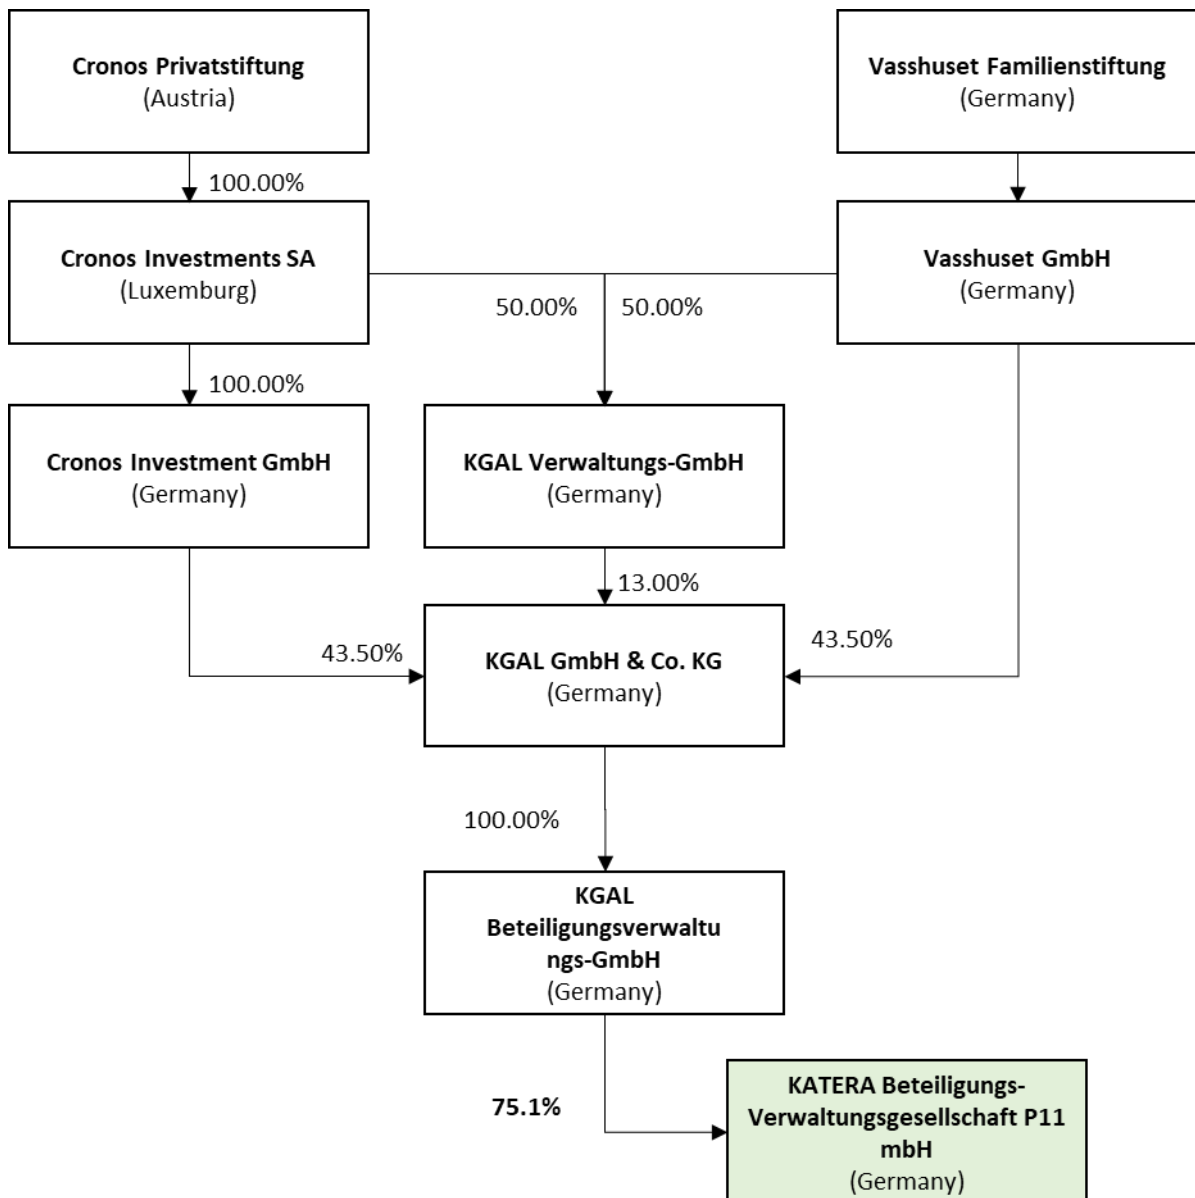 Cronos Privatstiftung
(Austria)
Vasshuset Familienstiftung
(Germany)
100.00%
Cronos Investments SA
(Luxemburg)
Vasshuset GmbH
(Germany)
50.00%
50.00%
100.00%
Cronos Investment GmbH
(Germany)
KGAL Verwaltungs-GmbH
(Germany)
13.00%
43.50%
KGAL GmbH & Co. KG
(Germany)
43.50%
100.00%
KGAL
Beteiligungsverwaltu
ngs-GmbH
(Germany)
75.1%
KATERA Beteiligungs-
Verwaltungsgesellschaft P11
mbH
(Germany)